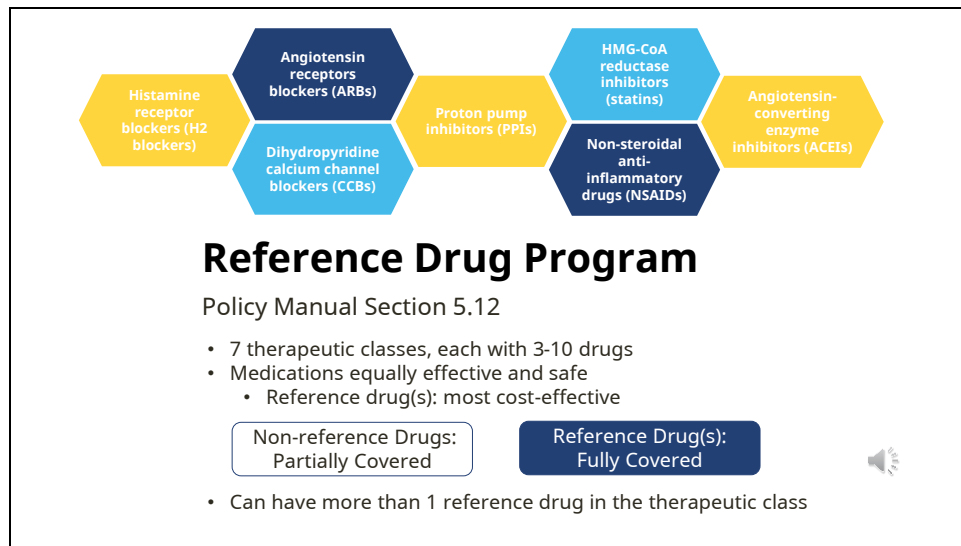 Histamine
receptor
blockers (H2
blockers)
Angiotensin
receptors
blockers (ARBs)
Dihydropyridine
calcium channel
blockers (CCBs)
Proton pump
inhibitors (PPIs)
HMG-CoA
reductase
inhibitors
(statins)
Non-steroidal
anti-
inflammatory
drugs (NSAIDs)
Angiotensin-
converting
enzyme
inhibitors (ACEIs)
Reference Drug Program
Policy Manual Section 5.12
• 7 therapeutic classes, each with 3-10 drugs
• Medications equally effective and safe
• Reference drug(s): most cost-effective
Non-reference Drugs:
Partially Covered
Reference Drug(s):
Fully Covered
• Can have more than 1 reference drug in the therapeutic class